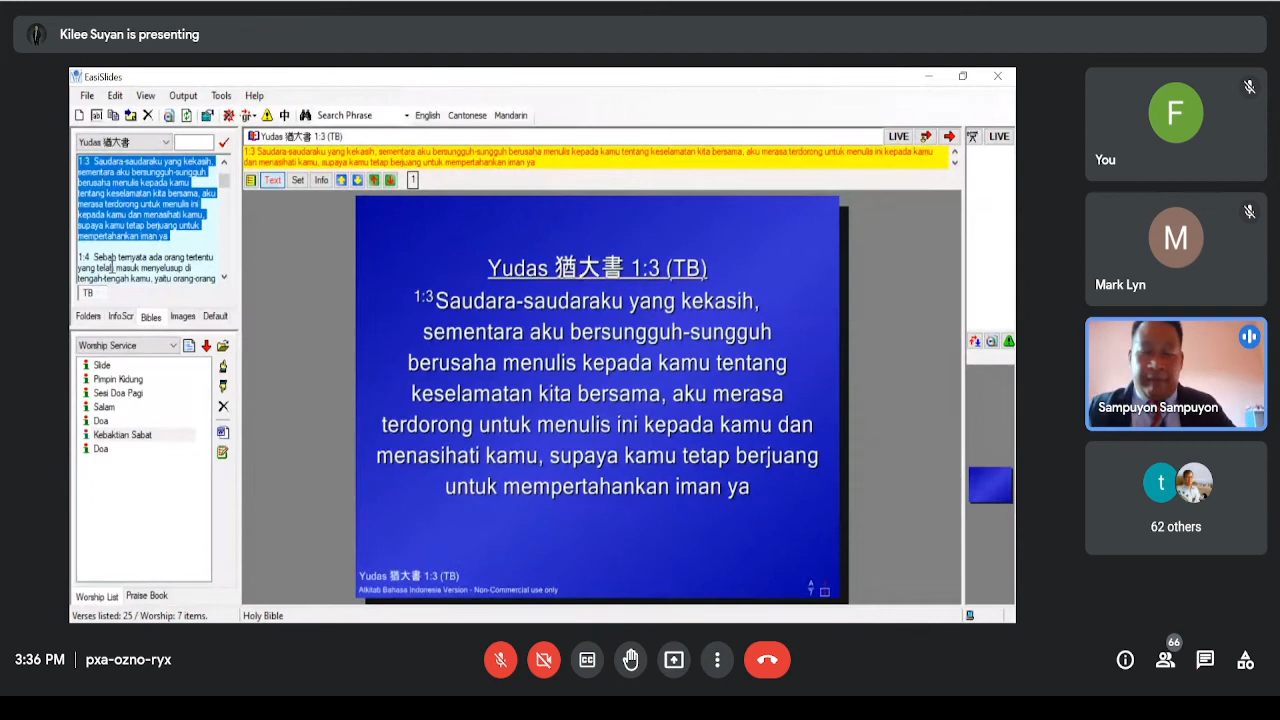 Kilee Suyan is presenting
EasiSlides
File Edit View Output Tools Help
Search Phrase English Cantonese Mandarin
Yudas 猶大書
Yudas 猶大書 1:3 (TB)
LIVE
LIVE
1:3 Saudara-saudaraku yang kekasih, sementara aku bersungguh-sungguh berusaha menulis kepada kamu tentang keselamatan kita bersama, aku merasa terdorong untuk menulis ini kepada kamu
dan menasihati kamu, supaya kamu tetap berjuang untuk mempertahankan iman ya
Text Set Info 1
1:3 Saudara-saudaraku yang kekasih,
sementara aku bersungguh-sungguh
berusaha menulis kepada kamu
tentang keselamatan kita bersama, aku
merasa terdorong untuk menulis ini
kepada kamu dan menasihati kamu,
supaya kamu tetap berjuang untuk
mempertahankan iman ya
1:4 Sebab ternyata ada orang tertentu
yang telah masuk menyelusup di
tengah-tengah kamu, yaitu orang-orang
TB
Folders InfoScr Bibles Images Default
Worship Service
Slide
Pimpin Kidung
Sesi Doa Pagi
Salam
Doa
Kebaktian Sabat
Doa
Worship List Praise Book
Verses listed: 25 / Worship: 7 items.
Holy Bible
Yudas 猶大書 1:3 (TB)
1:3 Saudara-saudaraku yang kekasih,
sementara aku bersungguh-sungguh
berusaha menulis kepada kamu tentang
keselamatan kita bersama, aku merasa
terdorong untuk menulis ini kepada kamu dan
menasihati kamu, supaya kamu tetap berjuang
untuk mempertahankan iman ya
Yudas 猶大書 1:3 (TB)
Alkitab Bahasa Indonesia Version - Non-Commercial use only
F
You
M
Mark Lyn
Sampuyon Sampuyon
t
62 others
3:36 PM | pxa-ozno-ryx
66